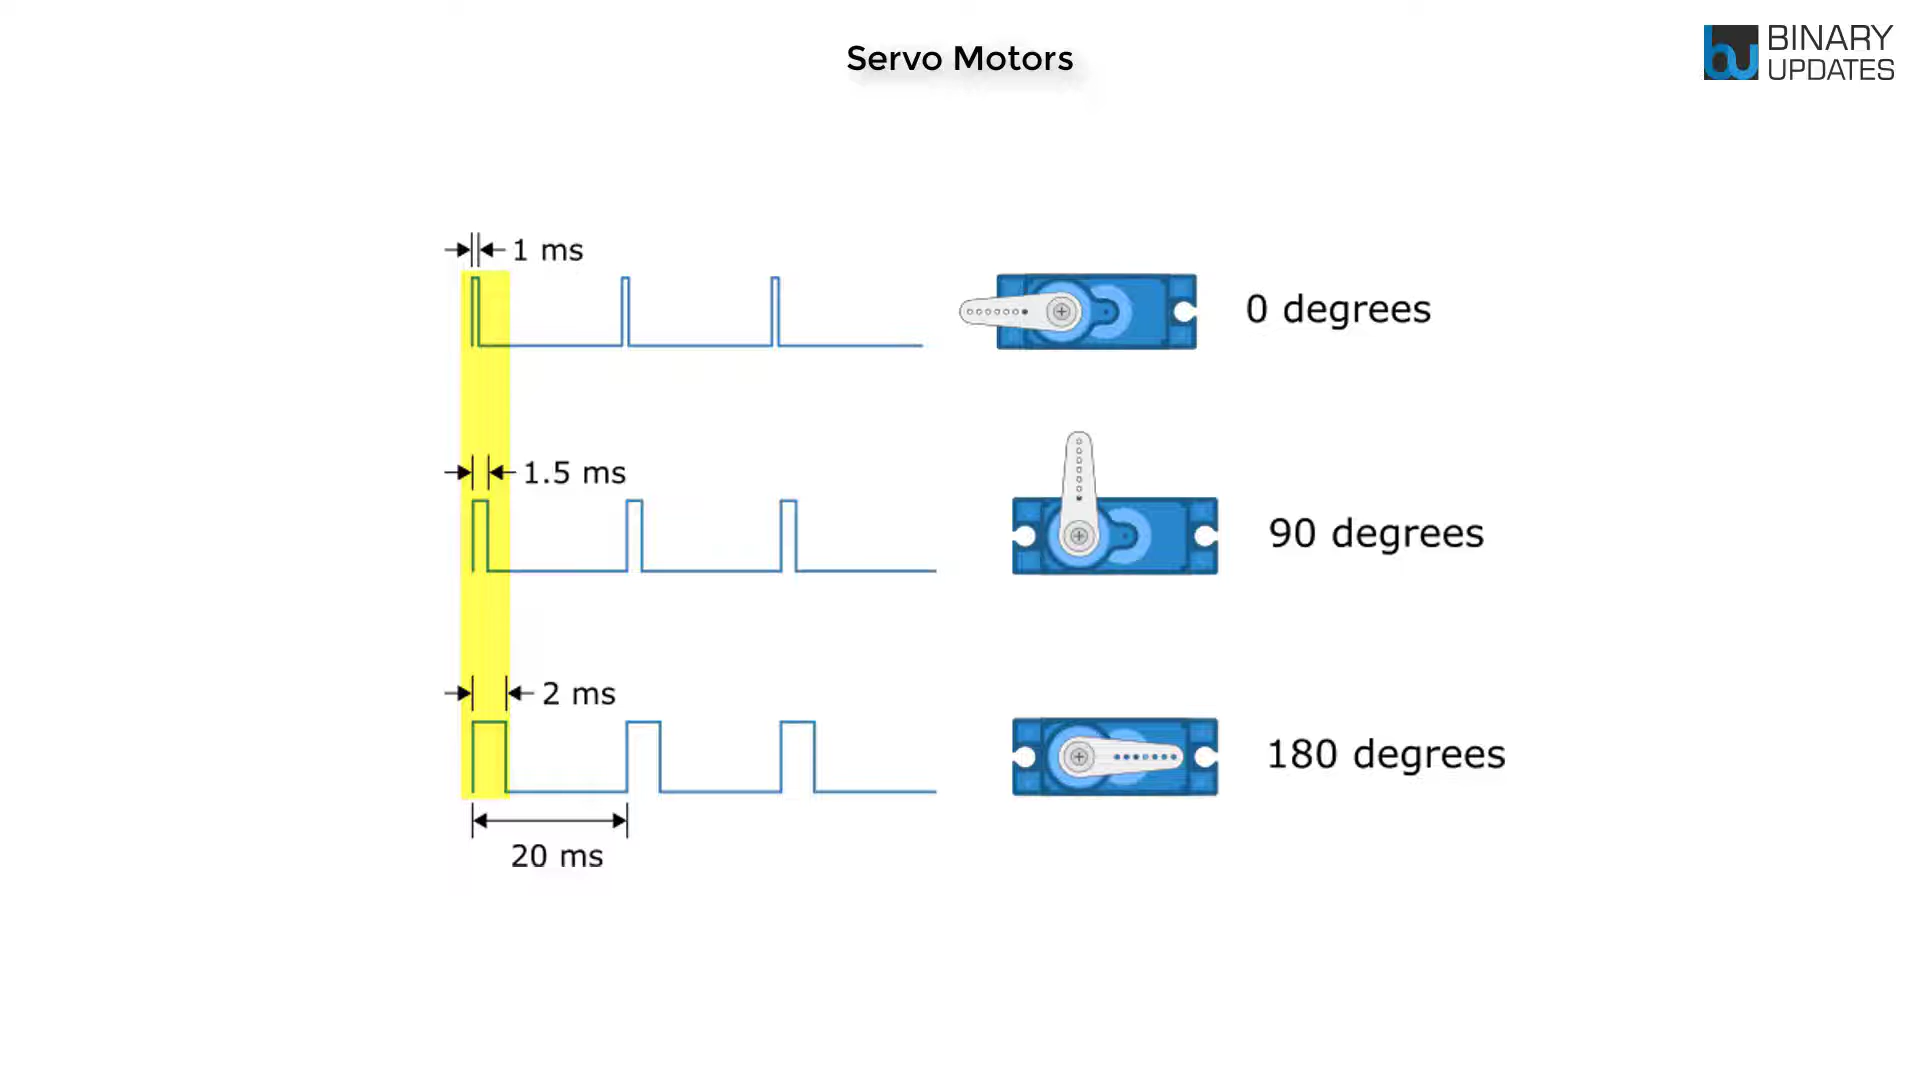 Servo Motors
BINARY
UPDATES
1 ms
0 degrees
1.5 ms
90 degrees
2 ms
180 degrees
20 ms